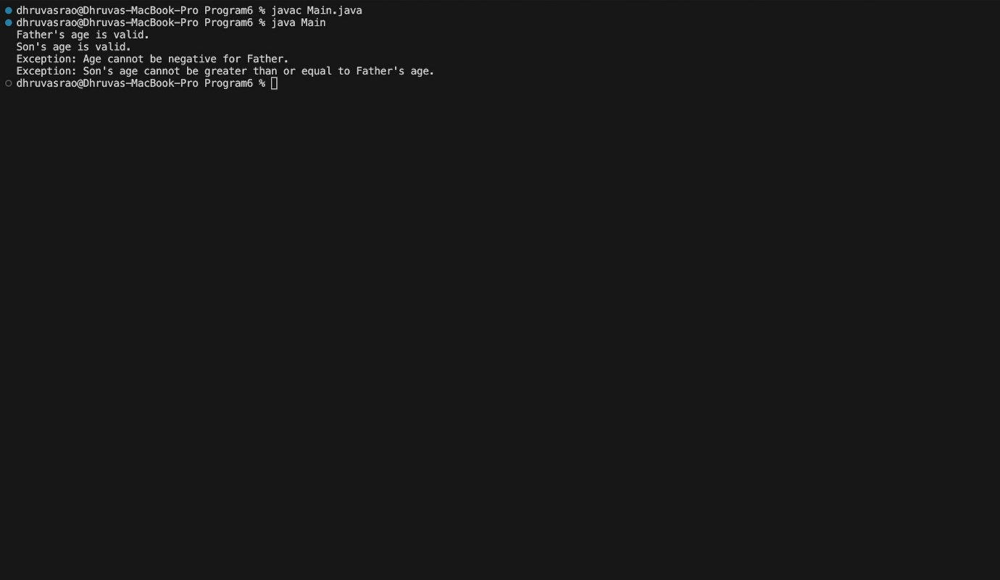 dhruvasrao@Dhruvas-MacBook-Pro Program6 % javac Main.java
dhruvasrao@Dhruvas-MacBook-Pro Program6 % java Main
Father's age is valid.
Son's age is valid.
Exception: Age cannot be negative for Father.
Exception: Son's age cannot be greater than or equal to Father's age.
dhruvasrao@Dhruvas-MacBook-Pro Program6 %